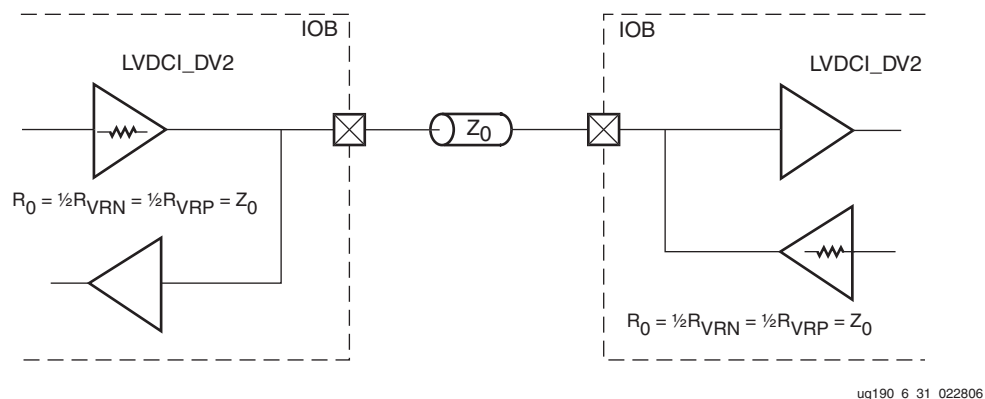 IOB
IOB
LVDCI_DV2
LVDCI_DV2
Z0
R0 = ½RVRN = ½RVRP = Z0
R0 = ½RVRN = ½RVRP = Z0
ug190_6_31_022806